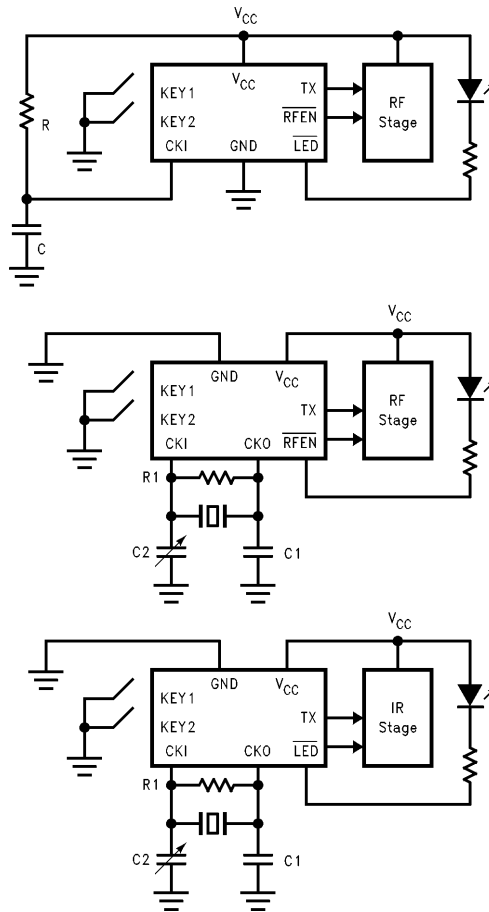 V_CC
V_CC
KEY1
KEY2
CKI
GND
TX
RFEN
LED
RF
Stage
R
C
V_CC
GND
V_CC
KEY1
KEY2
CKI
CKO
TX
RFEN
RF
Stage
R1
C2
C1
V_CC
GND
V_CC
KEY1
KEY2
CKI
CKO
TX
LED
IR
Stage
R1
C2
C1